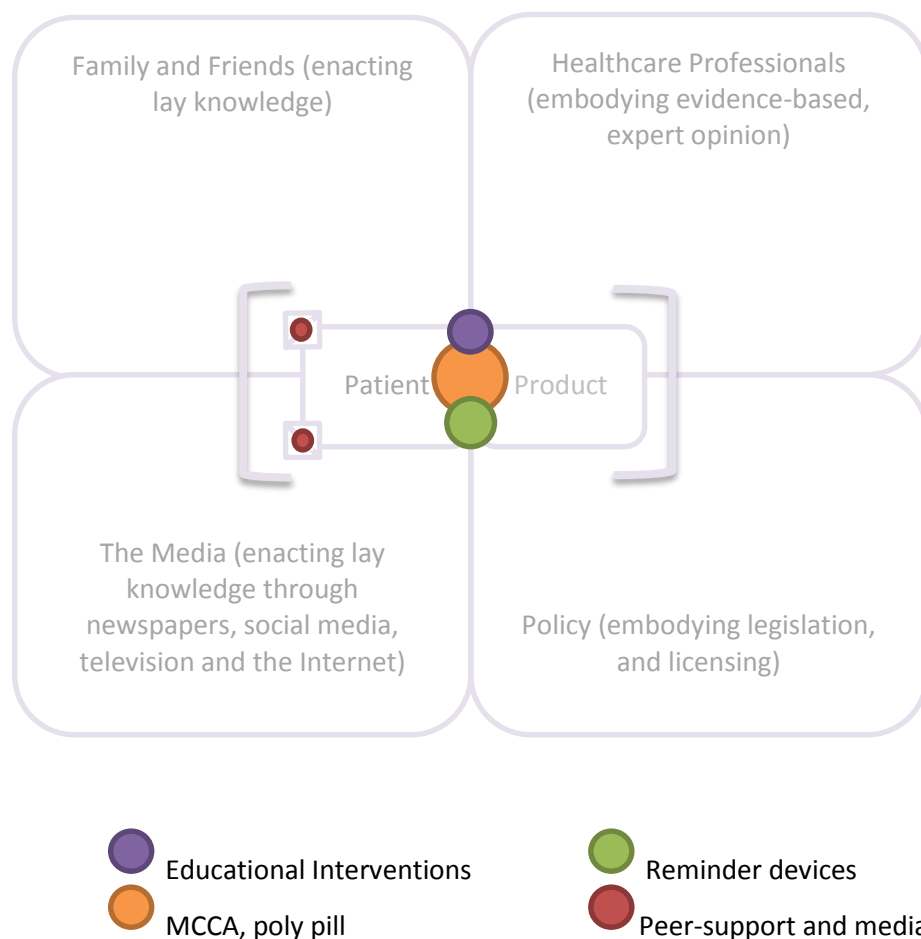 Family and Friends (enacting
lay knowledge)
Healthcare Professionals
(embodying evidence-based,
expert opinion)
Patient
Product
The Media (enacting lay
knowledge through
newspapers, social media,
television and the Internet)
Policy (embodying legislation,
and licensing)
Educational Interventions
Reminder devices
MCCA, poly pill
Peer-support and media